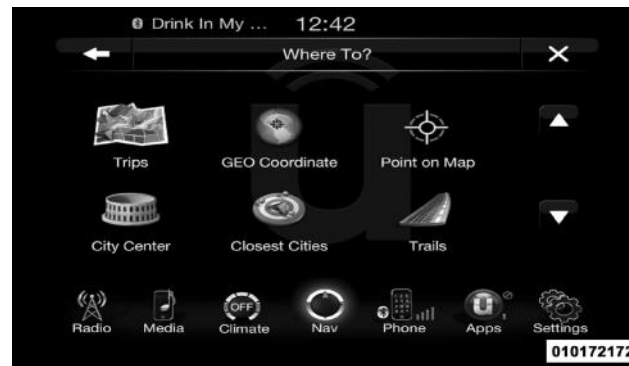 Drink In My ... 12:42
Where To?
Trips GEO Coordinate Point on Map
City Center Closest Cities Trails
OFF
Radio Media Climate Nav Phone Apps Settings
010172172